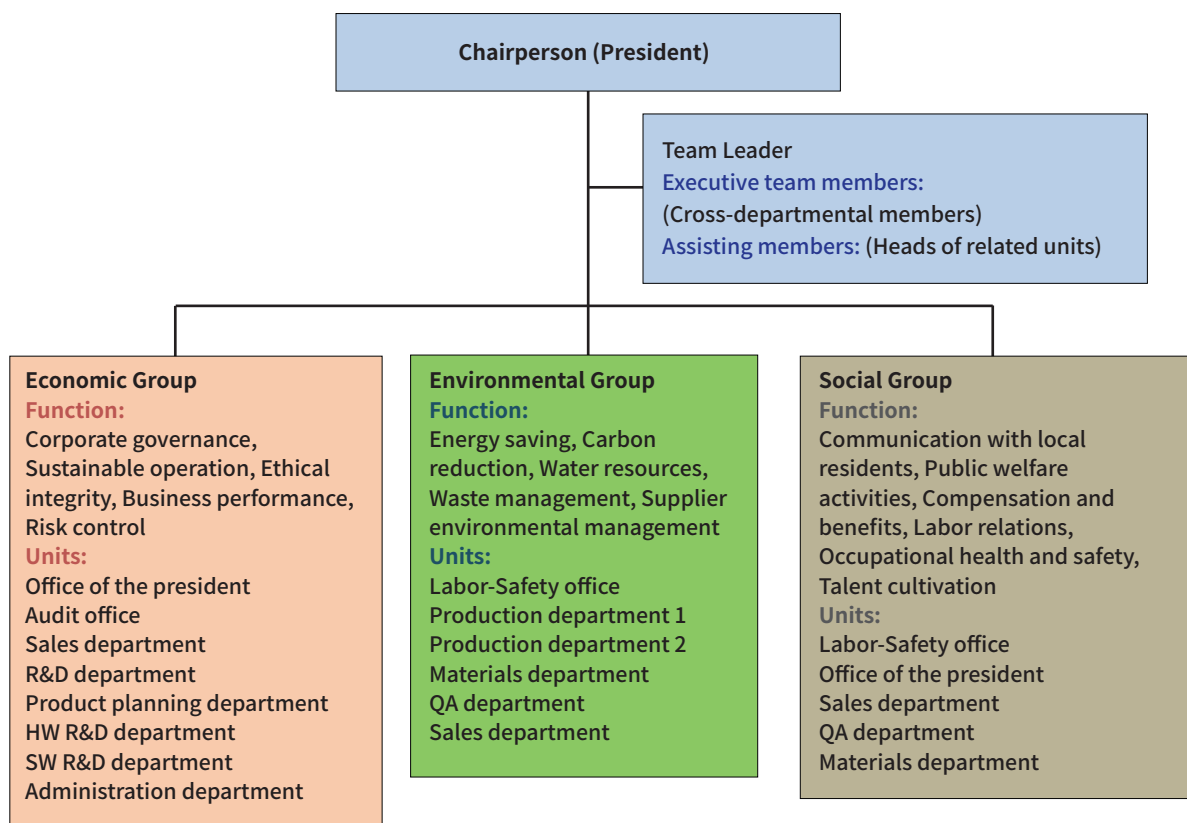 Chairperson (President)
Team Leader
Executive team members:
(Cross-departmental members)
Assisting members: (Heads of related units)
Economic Group
Function:
Corporate governance,
Sustainable operation, Ethical
integrity, Business performance,
Risk control
Units:
Office of the president
Audit office
Sales department
R&D department
Product planning department
HW R&D department
SW R&D department
Administration department
Environmental Group
Function:
Energy saving, Carbon
reduction, Water resources,
Waste management, Supplier
environmental management
Units:
Labor-Safety office
Production department 1
Production department 2
Materials department
QA department
Sales department
Social Group
Function:
Communication with local
residents, Public welfare
activities, Compensation and
benefits, Labor relations,
Occupational health and safety,
Talent cultivation
Units:
Labor-Safety office
Office of the president
Sales department
QA department
Materials department